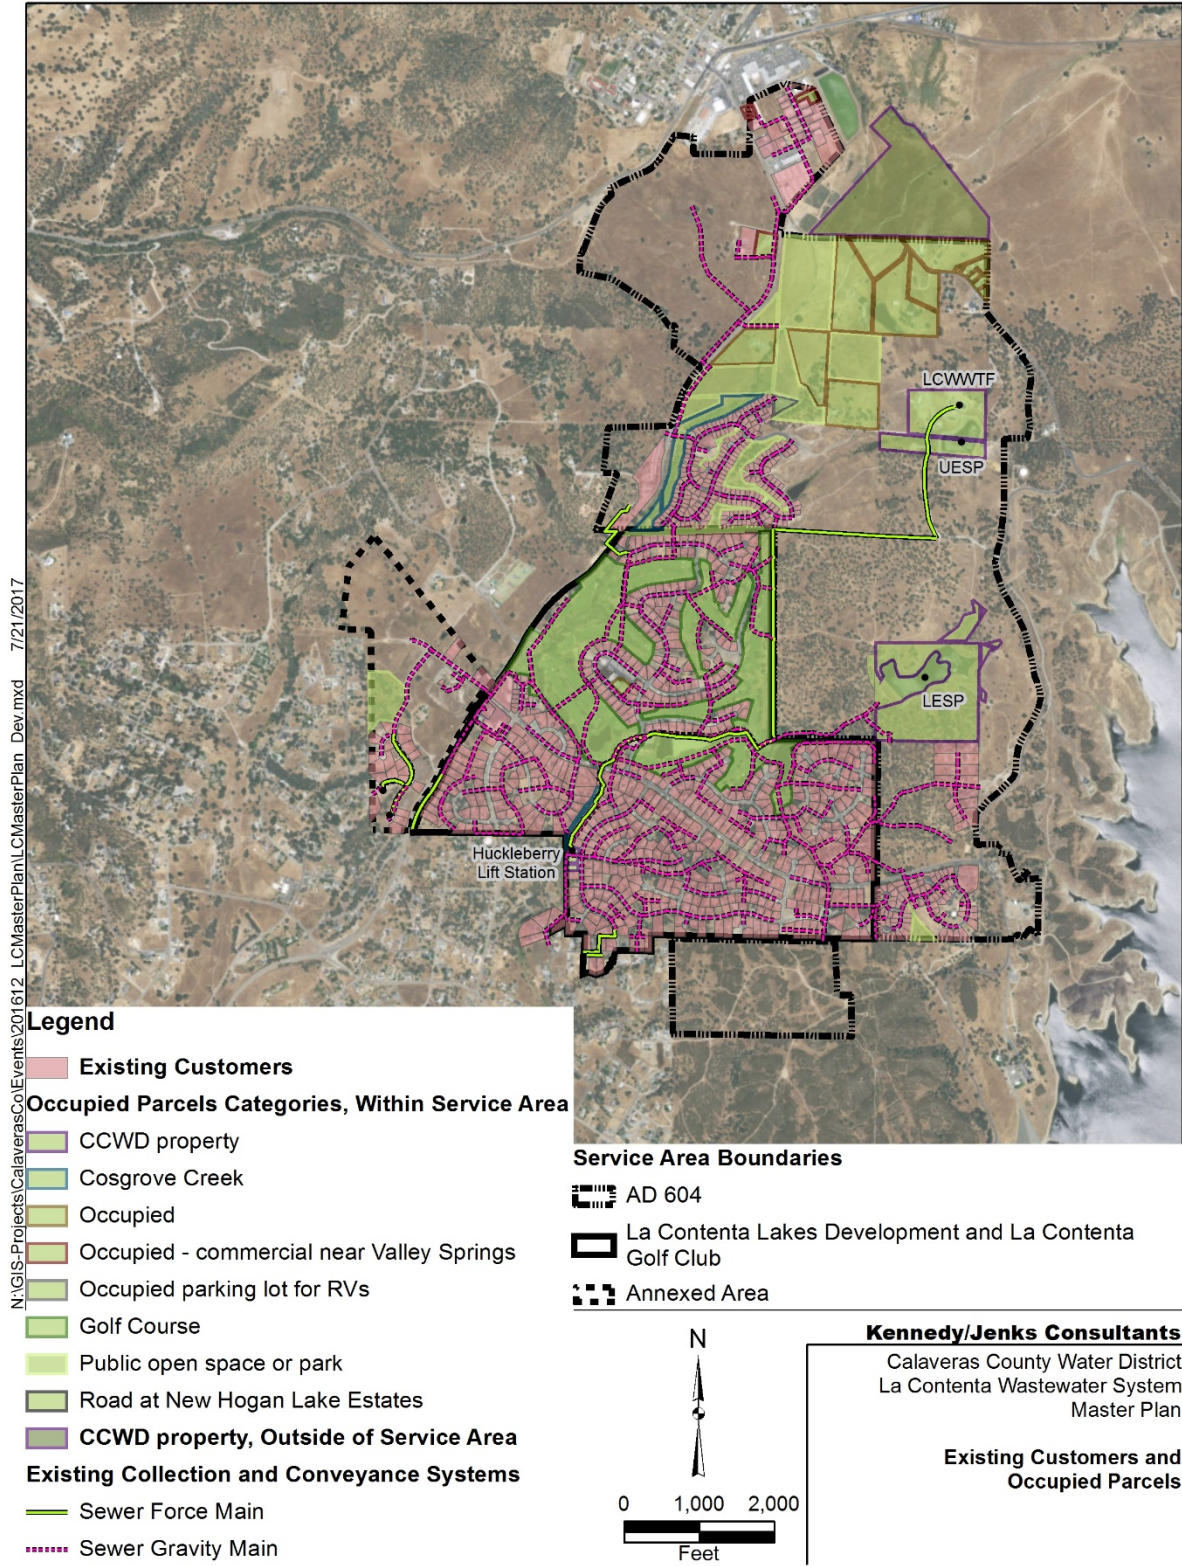 LCWWTF
UESP
LESP
Huckleberry
Lift Station
N:\GIS-Projects\CalaverasCo\Events\201612_LCMasterPlan\LCMasterPlan_Dev.mxd 7/21/2017
Legend
Existing Customers
Occupied Parcels Categories, Within Service Area
CCWD property
Cosgrove Creek
Occupied
Occupied - commercial near Valley Springs
Occupied parking lot for RVs
Golf Course
Public open space or park
Road at New Hogan Lake Estates
CCWD property, Outside of Service Area
Existing Collection and Conveyance Systems
Sewer Force Main
Sewer Gravity Main
Service Area Boundaries
AD 604
La Contenta Lakes Development and La Contenta
Golf Club
Annexed Area
N
0 1,000 2,000
Feet
Kennedy/Jenks Consultants
Calaveras County Water District
La Contenta Wastewater System
Master Plan
Existing Customers and
Occupied Parcels